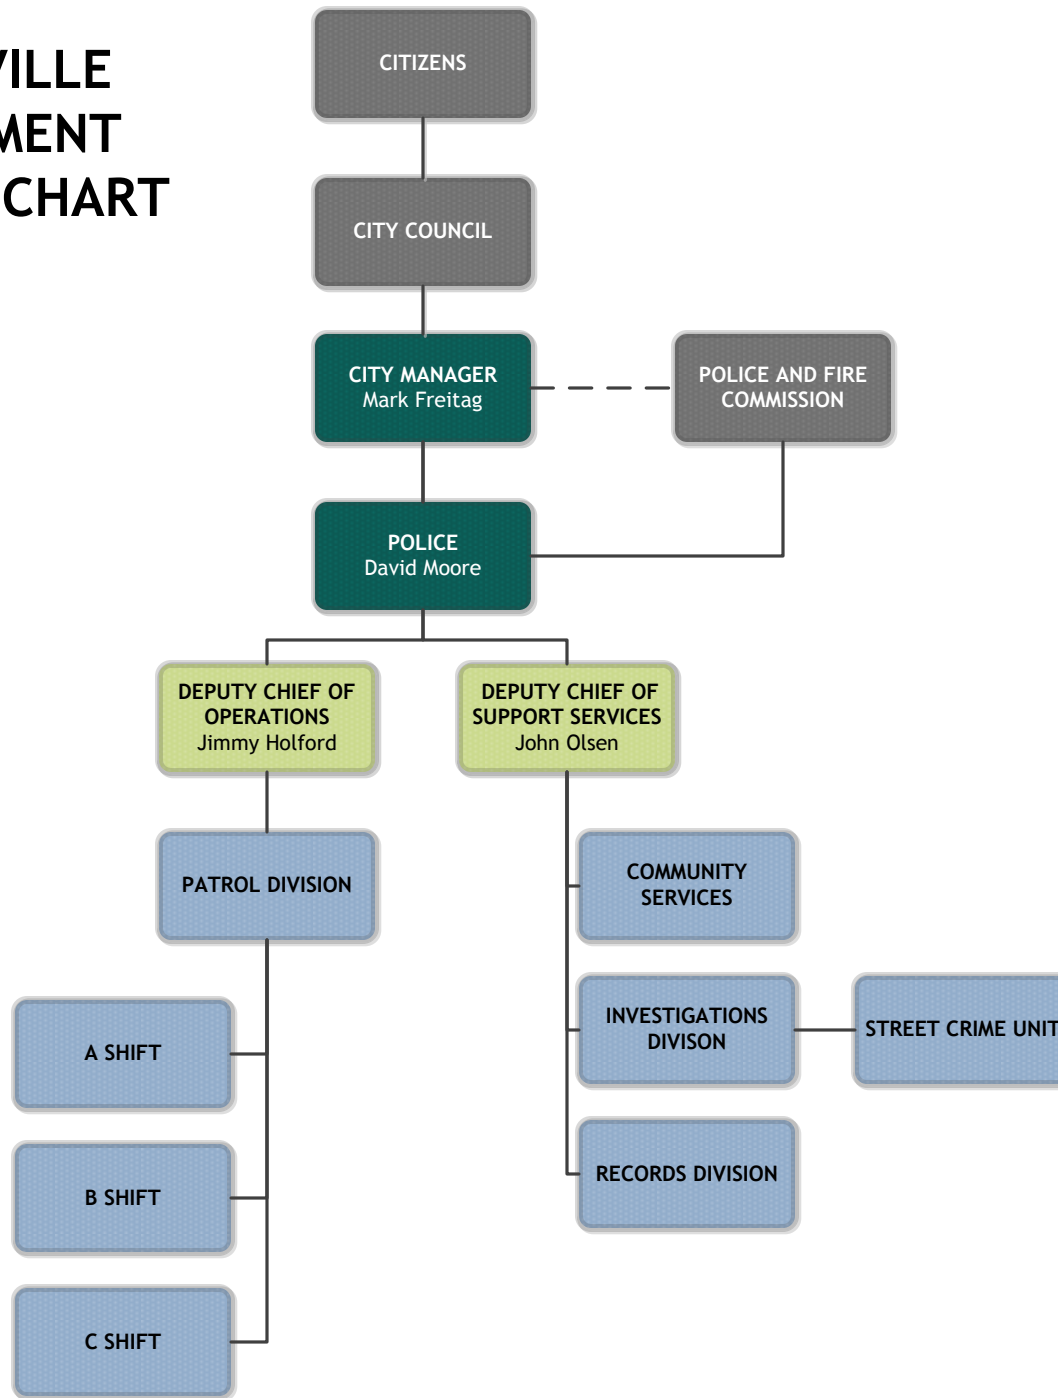 VILLE
MENT
CHART
CITIZENS
CITY COUNCIL
CITY MANAGER
Mark Freitag
POLICE AND FIRE
COMMISSION
POLICE
David Moore
DEPUTY CHIEF OF
OPERATIONS
Jimmy Holford
DEPUTY CHIEF OF
SUPPORT SERVICES
John Olsen
PATROL DIVISION
COMMUNITY
SERVICES
A SHIFT
INVESTIGATIONS
DIVISON
STREET CRIME UNIT
B SHIFT
RECORDS DIVISION
C SHIFT